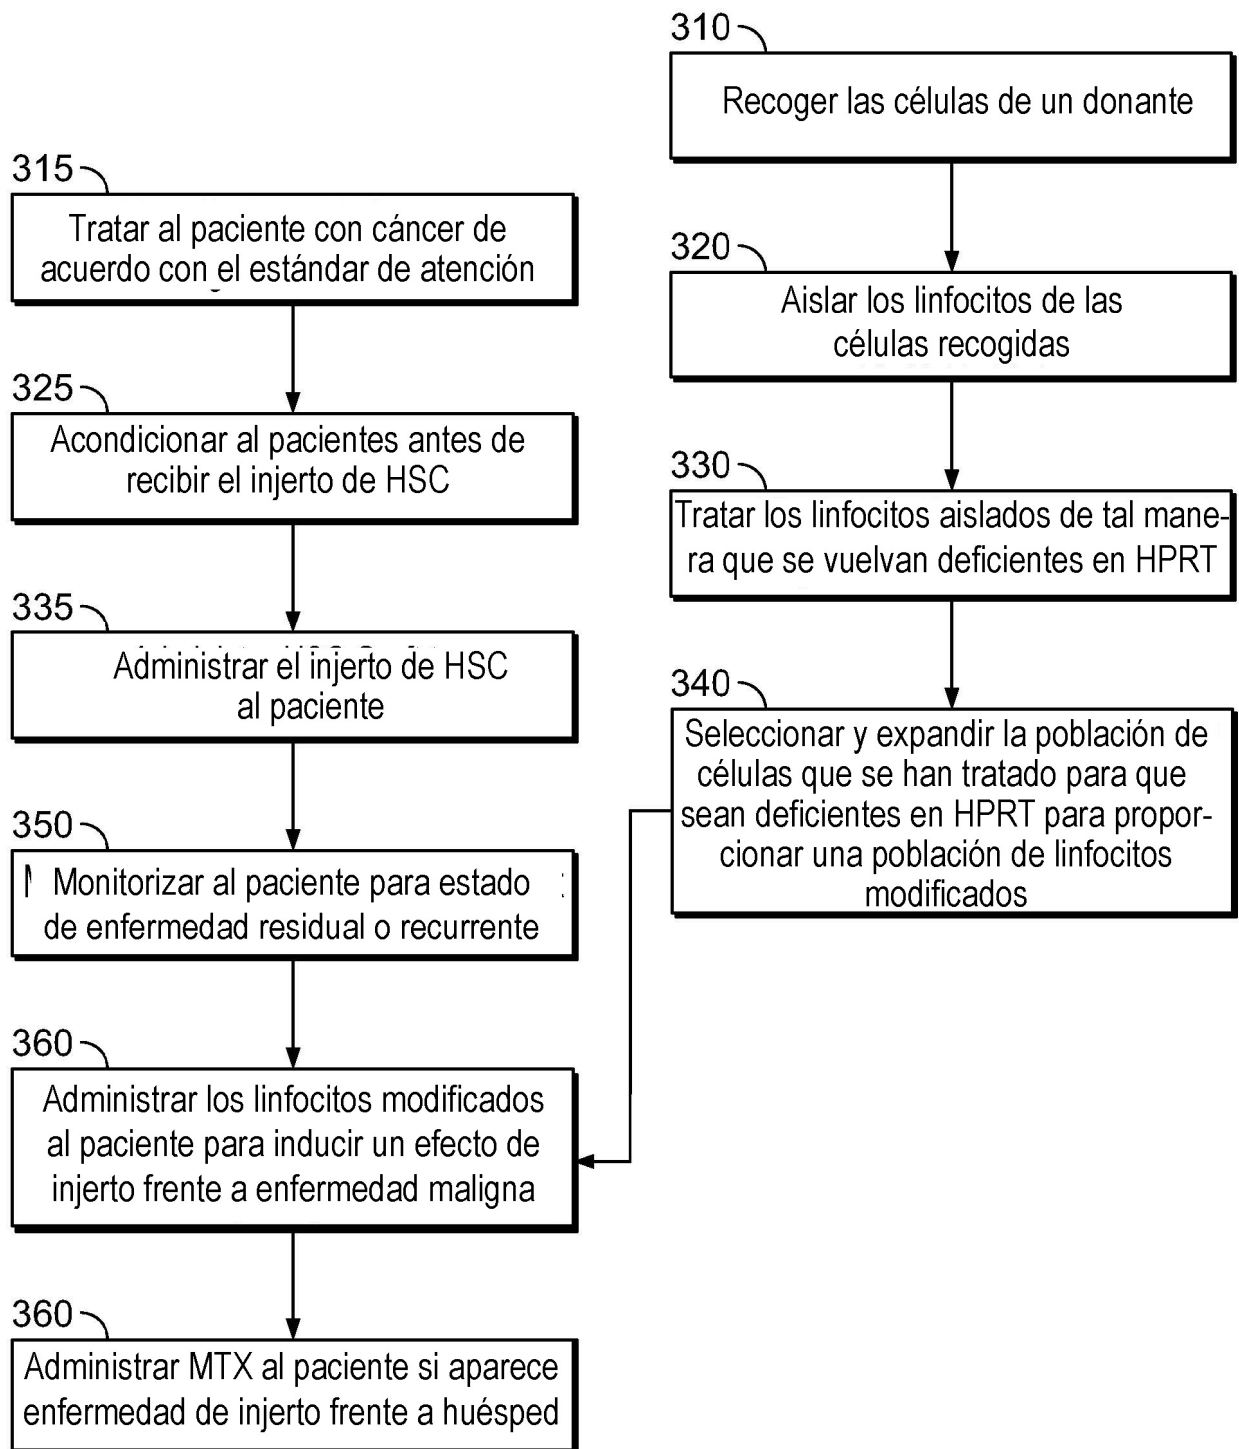 310
Recoger las células de un donante
315
Tratar al paciente con cáncer de
acuerdo con el estándar de atención
320
Aislar los linfocitos de las
células recogidas
325
Acondicionar al pacientes antes de
recibir el injerto de HSC
330
Tratar los linfocitos aislados de tal mane-
ra que se vuelvan deficientes en HPRT
335
Administrar el injerto de HSC
al paciente
340
Seleccionar y expandir la población de
células que se han tratado para que
sean deficientes en HPRT para propor-
cionar una población de linfocitos
modificados
350
Monitorizar al paciente para estado
de enfermedad residual o recurrente
360
Administrar los linfocitos modificados
al paciente para inducir un efecto de
injerto frente a enfermedad maligna
360
Administrar MTX al paciente si aparece
enfermedad de injerto frente a huésped